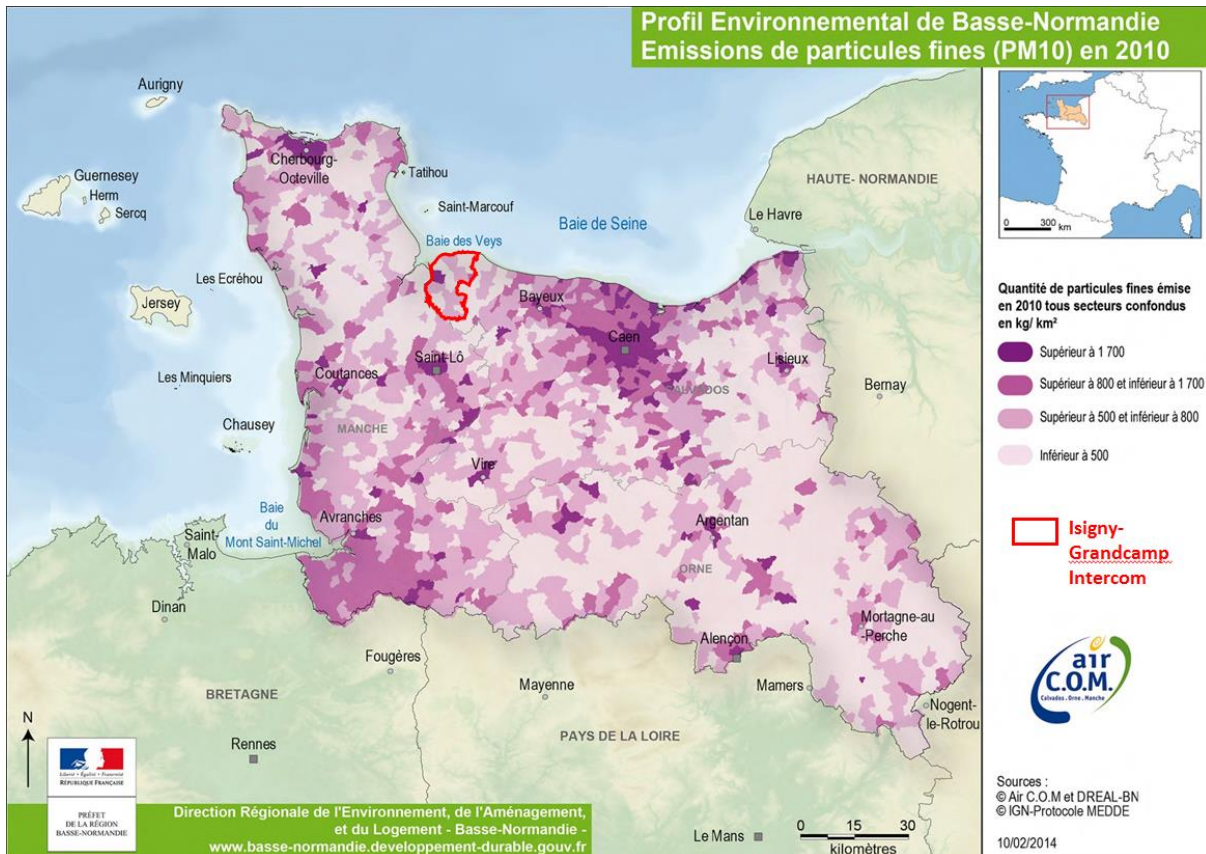 Profil Environnemental de Basse-Normandie
Emissions de particules fines (PM10) en 2010
Aurigny
Cherbourg-
Octeville
Tatihou
Guernesey
Herm
Sercq
Saint-Marcouf
HAUTE- NORMANDIE
Le Havre
Baie de Seine
Baie des Veys
Les Ecréhou
Jersey
Bayeux
Caen
Saint-Lô
Lisieux
Coutances
Les Minquiers
CALVADOS
Bernay
Chausey
MANCHE
Vire
Baie
du
Mont Saint-Michel
Avranches
Argentan
Saint-
Malo
ORNE
Dinan
Mortagne-au
-Perche
Alençon
Fougères
Mayenne
Mamers
BRETAGNE
Nogent-
le-Rotrou
PAYS DE LA LOIRE
Rennes
Le Mans
N
0 15 30
kilomètres
Liberté • Égalité • Fraternité
RÉPUBLIQUE FRANÇAISE
PRÉFET
DE LA RÉGION
BASSE-NORMANDIE
Direction Régionale de l'Environnement, de l'Aménagement,
et du Logement - Basse-Normandie -
www.basse-normandie.developpement-durable.gouv.fr
0 300
km
Quantité de particules fines émise
en 2010 tous secteurs confondus
en kg/ km²
Supérieur à 1 700
Supérieur à 800 et inférieur à 1 700
Supérieur à 500 et inférieur à 800
Inférieur à 500
Isigny-
Grandcamp
Intercom
air
C.O.M.
Calvados . Orne . Manche
Sources :
© Air C.O.M et DREAL-BN
© IGN-Protocole MEDDE
10/02/2014